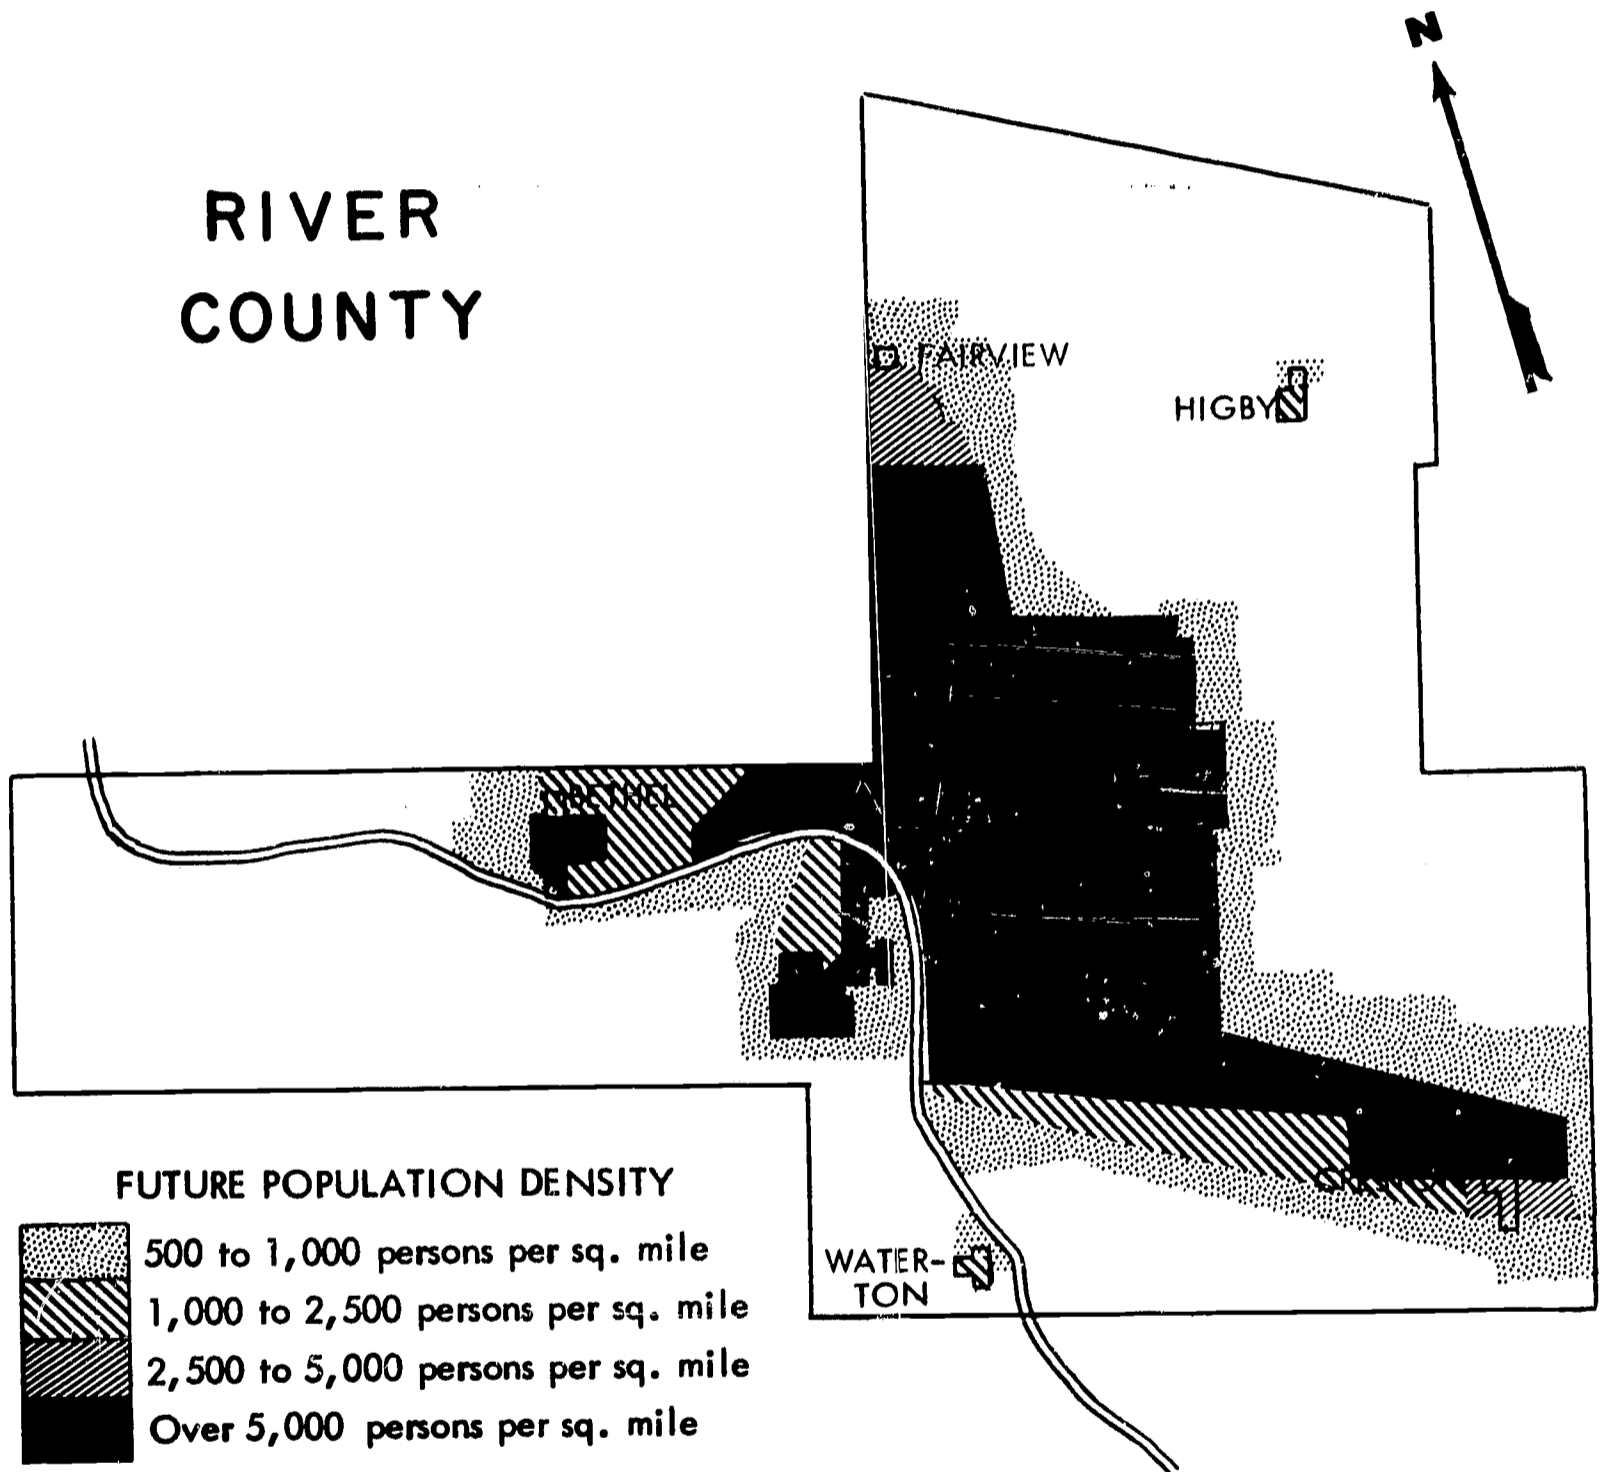 N
RIVER
COUNTY
FAIRVIEW
HIGBY
BETHEL
WATER-
TON
FUTURE POPULATION DENSITY
500 to 1,000 persons per sq. mile
1,000 to 2,500 persons per sq. mile
2,500 to 5,000 persons per sq. mile
Over 5,000 persons per sq. mile